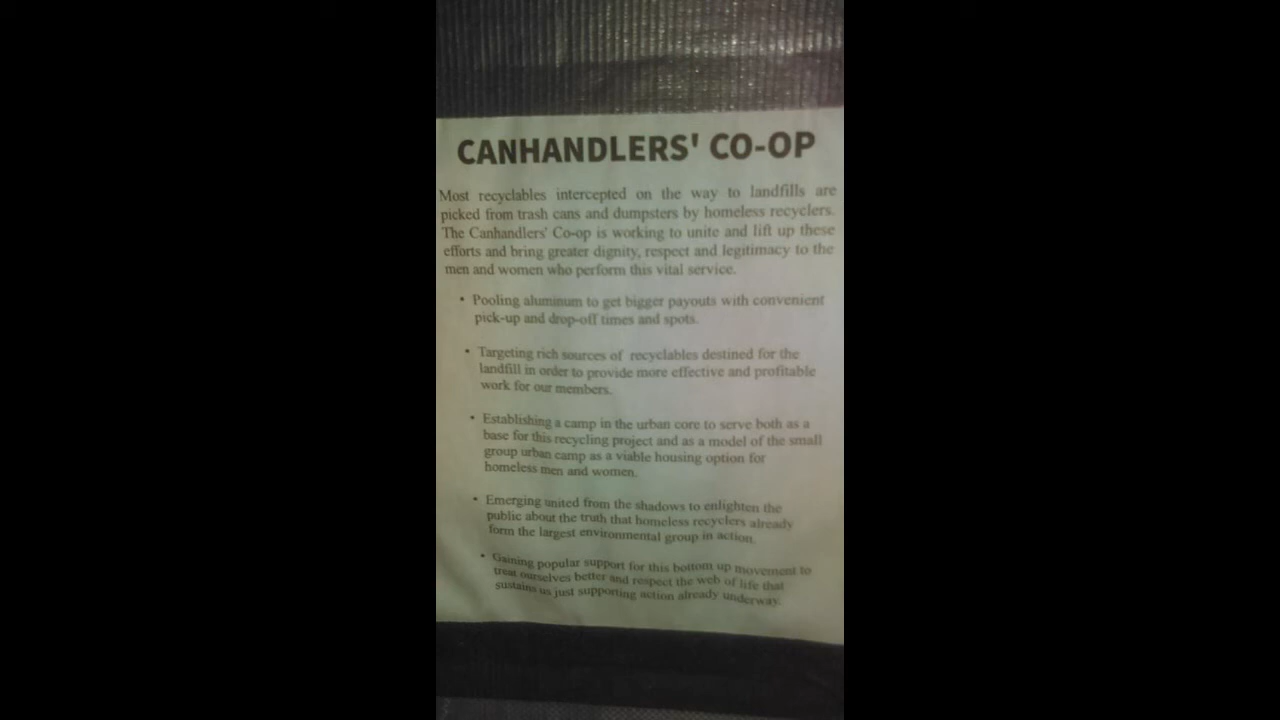 CANHANDLERS' CO-OP
Most recyclables intercepted on the way to landfills are
picked from trash cans and dumpsters by homeless recyclers.
The Canhandlers' Co-op is working to unite and lift up these
efforts and bring greater dignity, respect and legitimacy to the
men and women who perform this vital service.
• Pooling aluminum to get bigger payouts with convenient
pick-up and drop-off times and spots.
• Targeting rich sources of recyclables destined for the
landfill in order to provide more effective and profitable
work for our members.
• Establishing a camp in the urban core to serve both as a
base for this recycling project and as a model of the small
group urban camp as a viable housing option for
homeless men and women.
• Emerging united from the shadows to enlighten the
public about the truth that homeless recyclers already
form the largest environmental group in action.
• Gaining popular support for this bottom up movement to
treat ourselves better and respect the web of life that
sustains us just supporting action already underway.